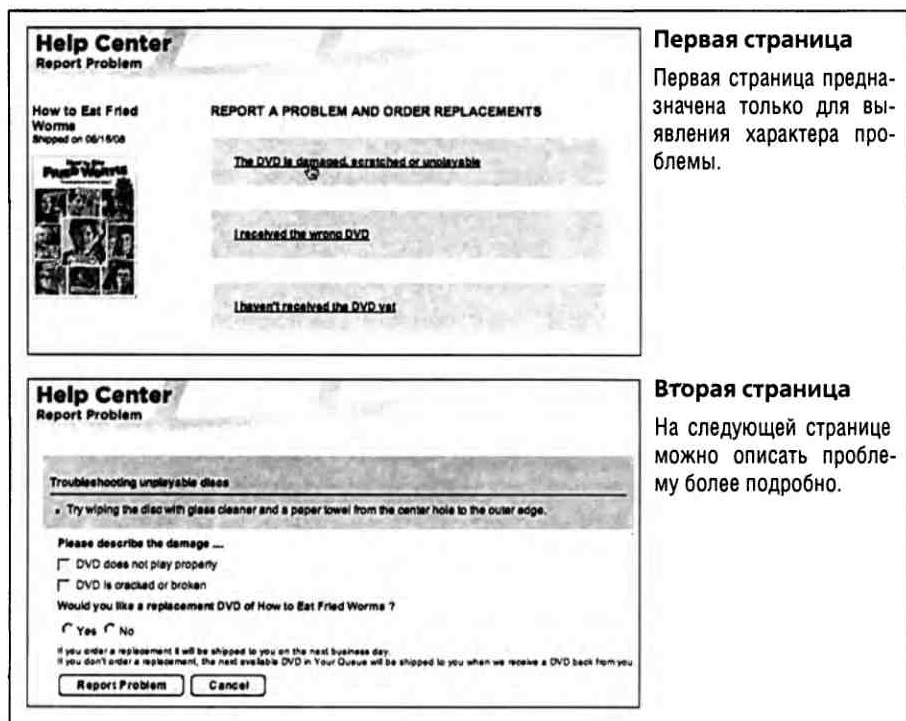 Help Center
Report Problem
How to Eat Fried
Worms
Shipped on 06/15/08
REPORT A PROBLEM AND ORDER REPLACEMENTS
The DVD is damaged, scratched or unplayable
I received the wrong DVD
I haven't received the DVD yet
Первая страница
Первая страница предна-
значена только для вы-
явления характера про-
блемы.
Help Center
Report Problem
Troubleshooting unplayable discs
Try wiping the disc with glass cleaner and a paper towel from the center hole to the outer edge.
Please describe the damage ....
DVD does not play properly
DVD is cracked or broken
Would you like a replacement DVD of How to Eat Fried Worms ?
Yes No
If you order a replacement it will be shipped to you on the next business day.
If you don't order a replacement, the next available DVD in Your Queue will be shipped to you when we receive a DVD back from you
Report Problem Cancel
Вторая страница
На следующей странице
можно описать пробле-
му более подробно.